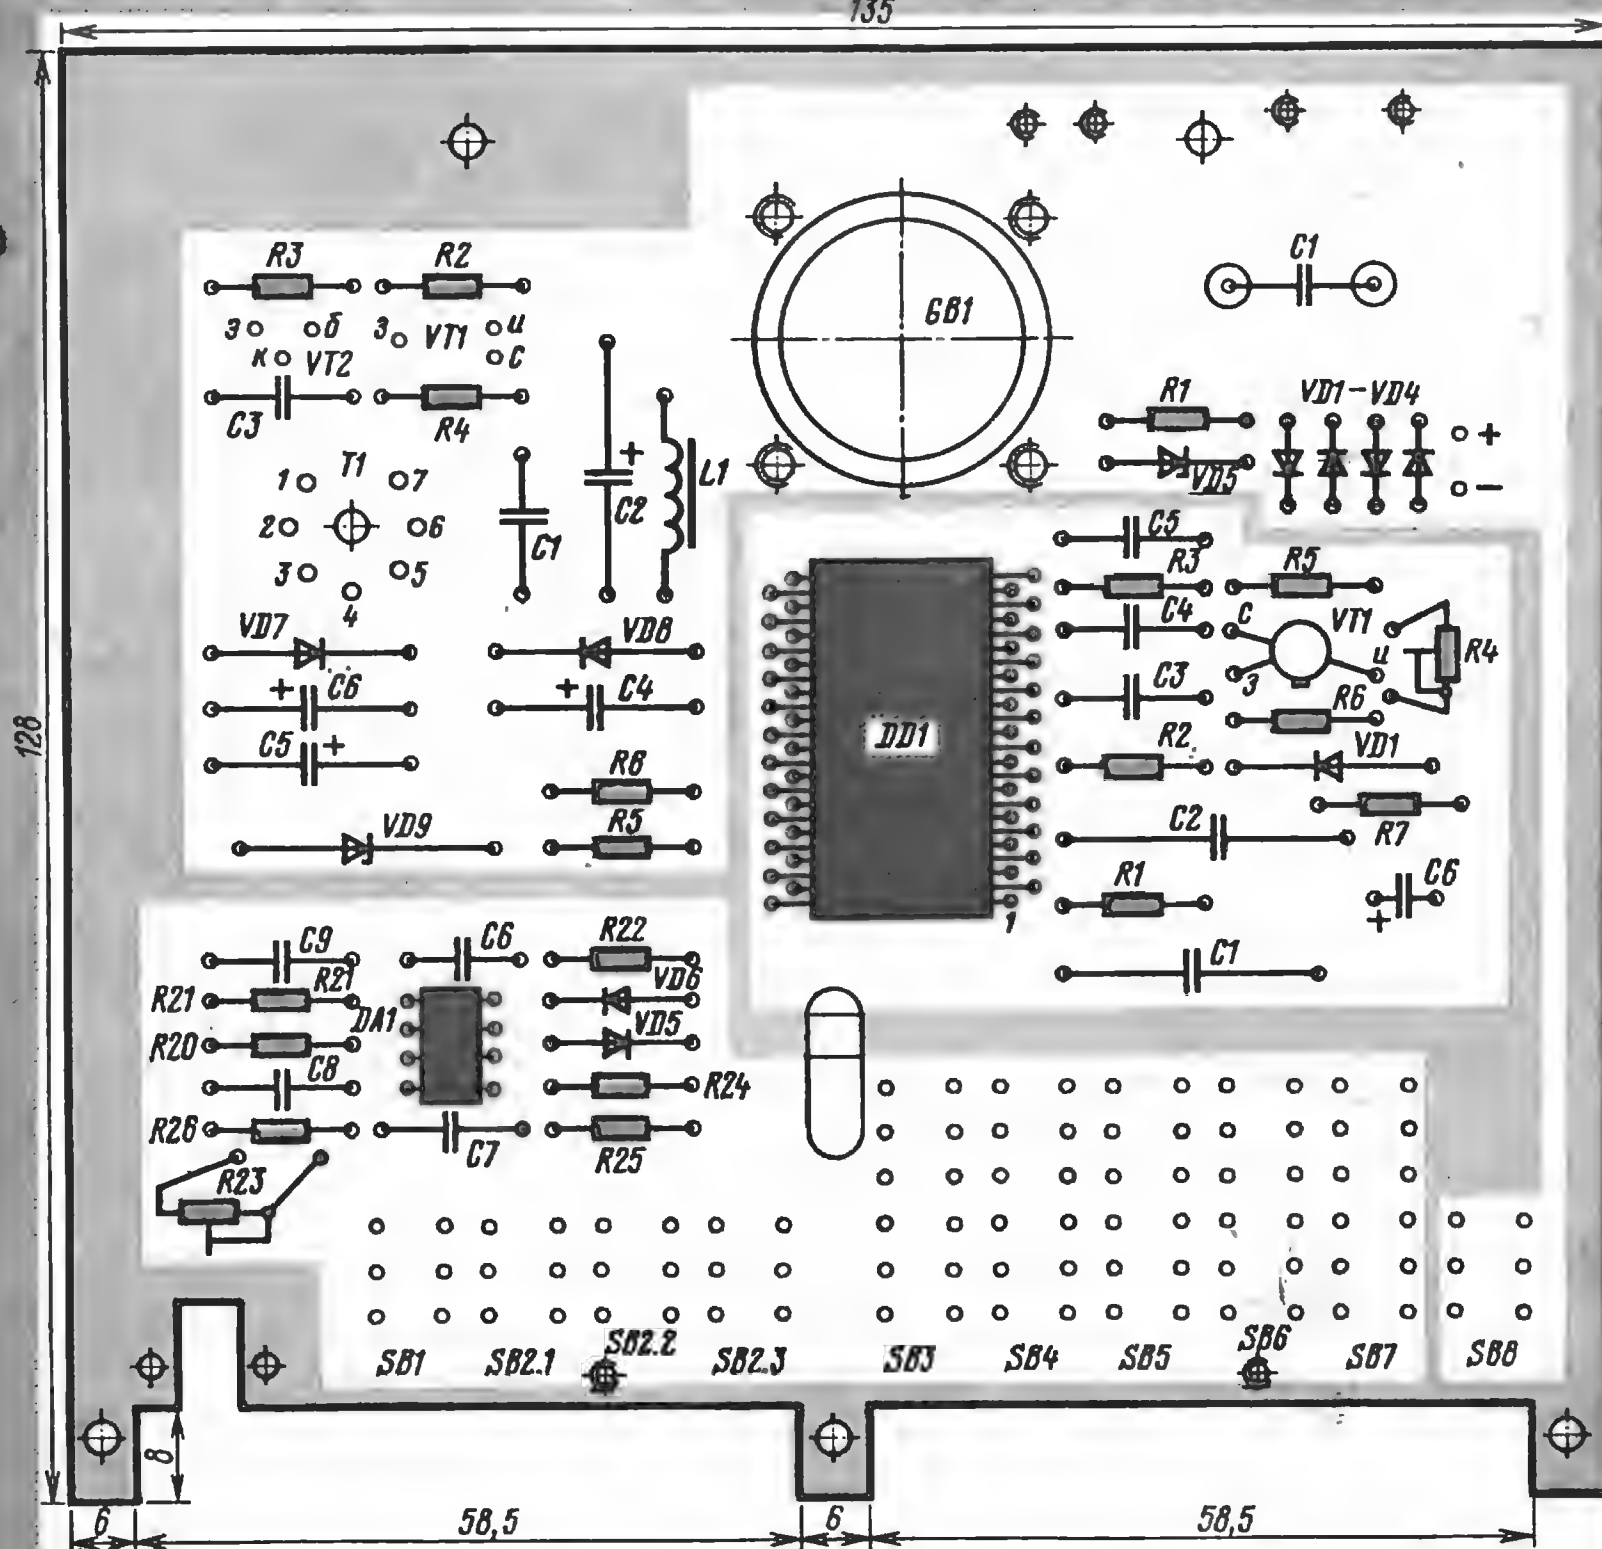 135
C1
R3 R2
GB1
э б з VT1 и
к VT2 с
R1 VD1-VD4
C3 R4
+
T1
1 7
+
L1
VD5
C2
−
2 6
C1
C5
3 5
R3 R5
4
C4
VD7 VD8
с VT1
R4
и
+ C6 + C4
C3 з
R6
128
DD1
C5 +
R2 VD1
R6
VD9 R5
C2
R7
R1 C6
+
1
C9 C6 R22
C1
R21 R21
VD6
DA1
VD5
R20
C8
R24
R26
C7 R25
R23
SB1 SB2.1 SB2.2 SB2.3 SB3 SB4 SB5 SB6 SB7 SB8
8
6 58,5 6 58,5